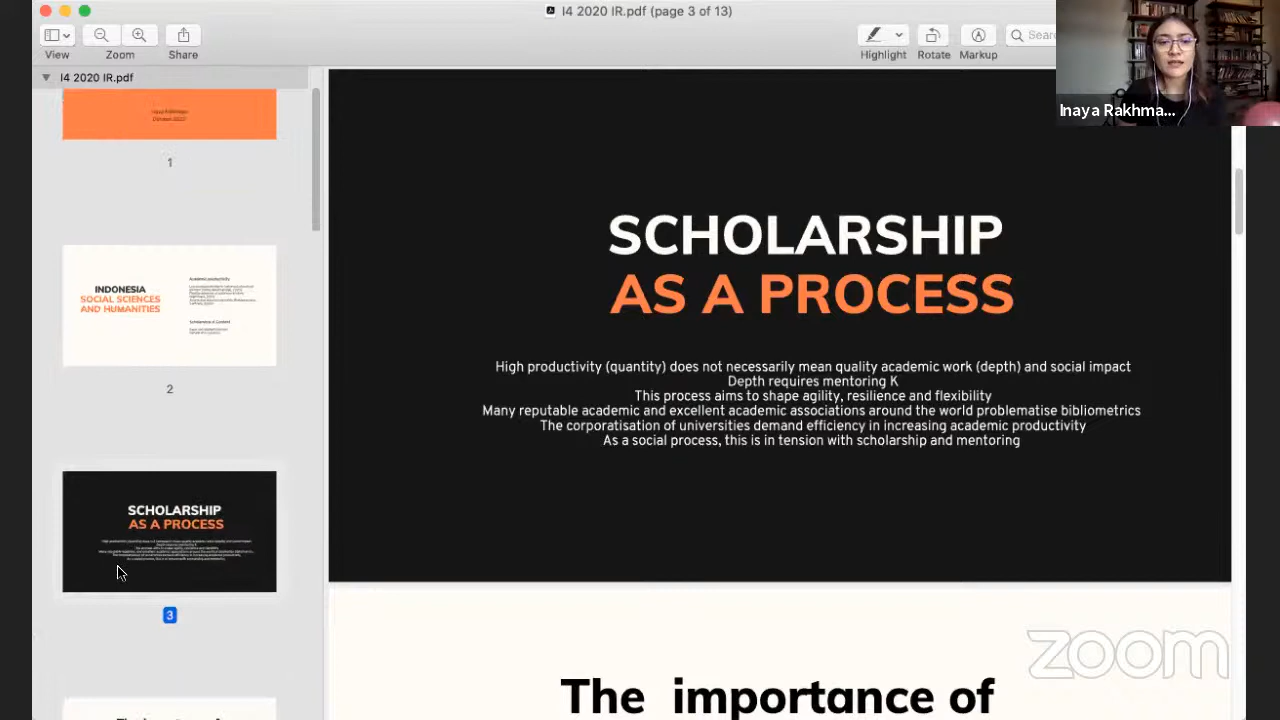 I4 2020 IR.pdf (page 3 of 13)
View
Zoom
Share
Highlight
Rotate
Markup
Sear
I4 2020 IR.pdf
Inaya Rakhma...
1
INDONESIA
SOCIAL SCIENCES
AND HUMANITIES
2
SCHOLARSHIP
AS A PROCESS
3
SCHOLARSHIP
AS A PROCESS
High productivity (quantity) does not necessarily mean quality academic work (depth) and social impact
Depth requires mentoring K
This process aims to shape agility, resilience and flexibility
Many reputable academic and excellent academic associations around the world problematise bibliometrics
The corporatisation of universities demand efficiency in increasing academic productivity
As a social process, this is in tension with scholarship and mentoring
The importance of
zoom